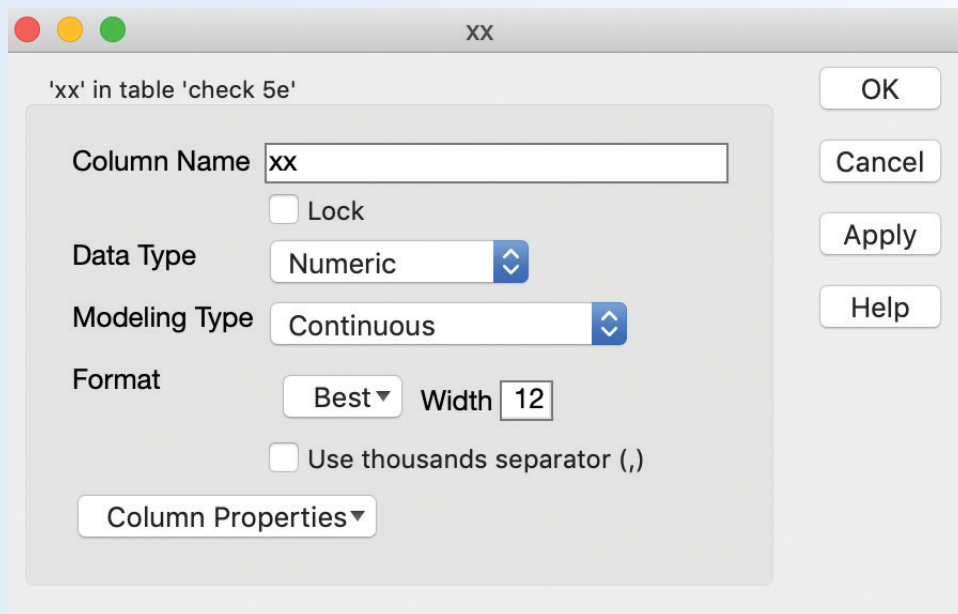 xx
'xx' in table 'check 5e'
OK
Column Name xx
Cancel
Lock
Apply
Data Type Numeric
Help
Modeling Type Continuous
Format Best Width 12
Use thousands separator (,)
Column Properties